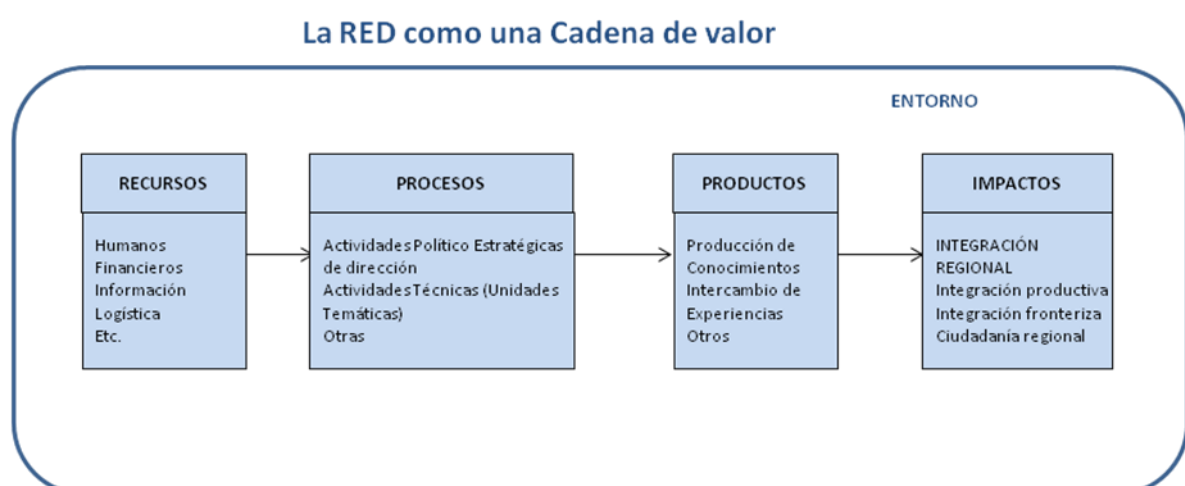 La RED como una Cadena de valor
ENTORNO
RECURSOS
Humanos
Financieros
Información
Logística
Etc.
PROCESOS
Actividades Político Estratégicas
de dirección
Actividades Técnicas (Unidades
Temáticas)
Otras
PRODUCTOS
Producción de
Conocimientos
Intercambio de
Experiencias
Otros
IMPACTOS
INTEGRACIÓN
REGIONAL
Integración productiva
Integración fronteriza
Ciudadanía regional